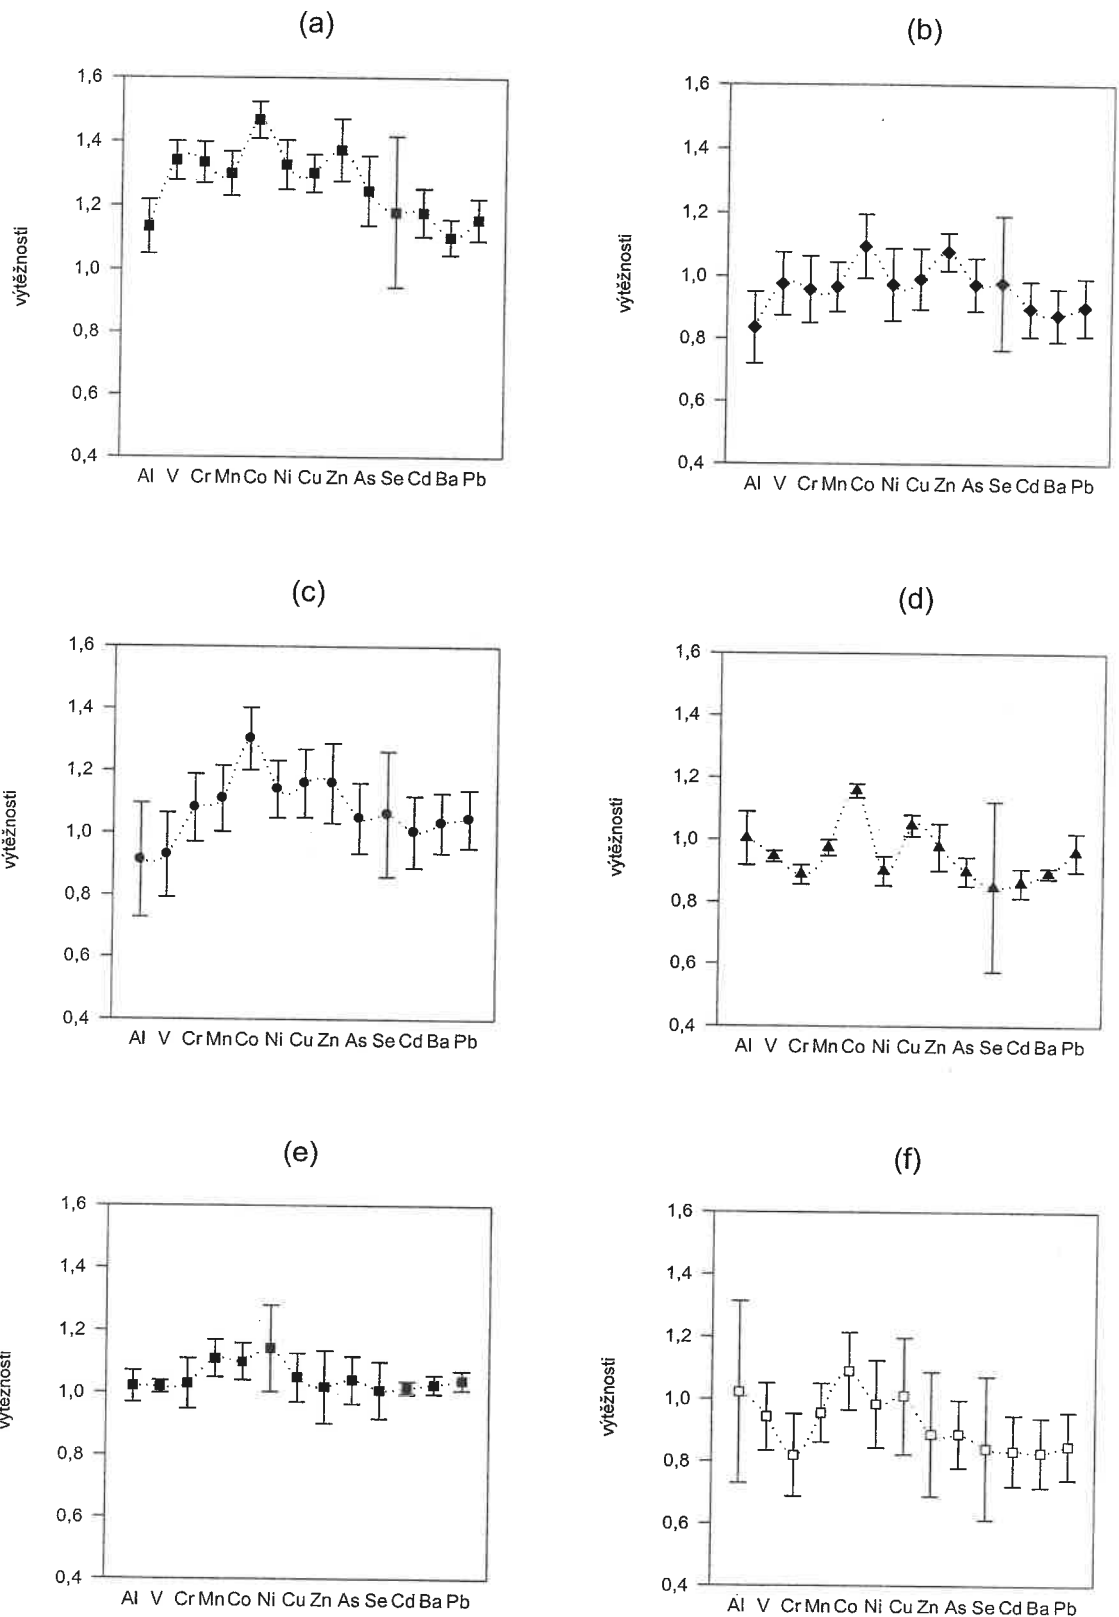 (a)
(b)
1,6
1,4
1,2
1,0
0,8
0,6
0,4
výtěžnosti
Al V Cr Mn Co Ni Cu Zn As Se Cd Ba Pb
1,6
1,4
1,2
1,0
0,8
0,6
0,4
výtěžnosti
Al V Cr Mn Co Ni Cu Zn As Se Cd Ba Pb
(c)
(d)
1,6
1,4
1,2
1,0
0,8
0,6
0,4
výtěžnosti
Al V Cr Mn Co Ni Cu Zn As Se Cd Ba Pb
1,6
1,4
1,2
1,0
0,8
0,6
0,4
výtěžnosti
Al V Cr Mn Co Ni Cu Zn As Se Cd Ba Pb
(e)
(f)
1,6
1,4
1,2
1,0
0,8
0,6
0,4
výtěžnosti
Al V Cr Mn Co Ni Cu Zn As Se Cd Ba Pb
1,6
1,4
1,2
1,0
0,8
0,6
0,4
výtěžnosti
Al V Cr Mn Co Ni Cu Zn As Se Cd Ba Pb